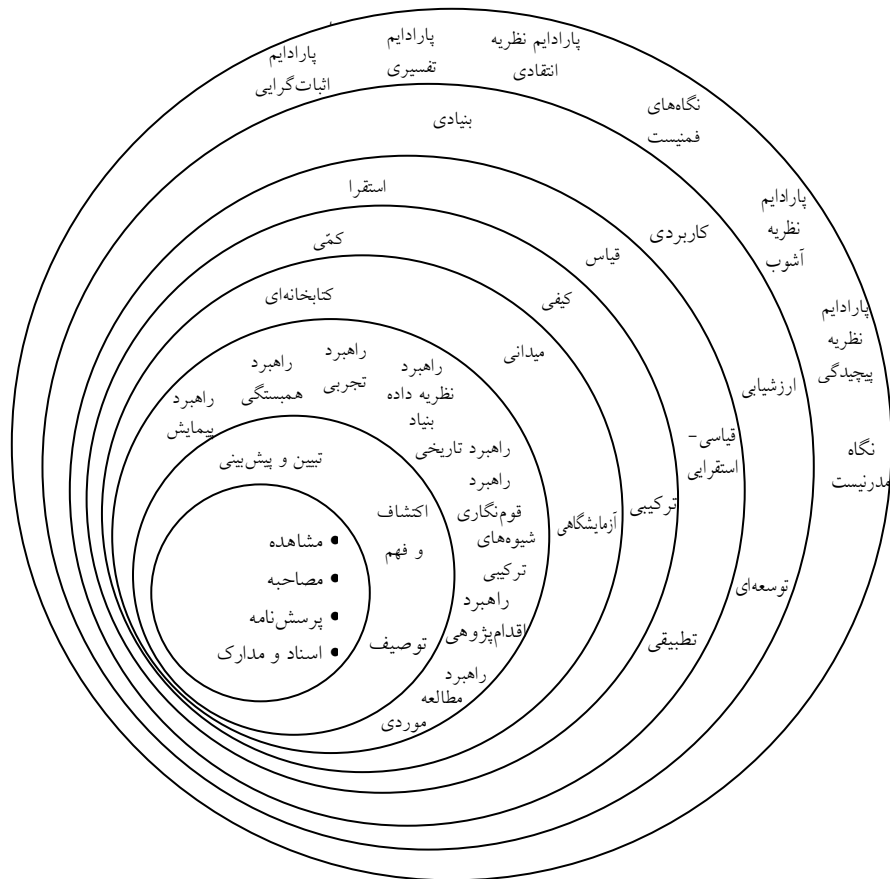 پارادایم
اثبات‌گرایی
پارادایم
تفسیری
پارادایم نظریه
انتقادی
نگاه‌های
فمنیست
پارادایم
نظریه
آشوب
پارادایم
نظریه
پیچیدگی
نگاه
مدرنیست
بنیادی
کاربردی
ارزشیابی
توسعه‌ای
استقرا
قیاس
قیاسی-
استقرایی
کمّی
کیفی
ترکیبی
تطبیقی
کتابخانه‌ای
میدانی
آزمایشگاهی
راهبرد
پیمایش
راهبرد
همبستگی
راهبرد
تجربی
راهبرد
نظریه داده
بنیاد
راهبرد تاریخی
راهبرد
قوم‌نگاری
شیوه‌های
ترکیبی
راهبرد
اقدام‌پژوهی
راهبرد
مطالعه
موردی
تبیین و پیش‌بینی
اکتشاف
و فهم
توصیف
• مشاهده
• مصاحبه
• پرسش‌نامه
• اسناد و مدارک